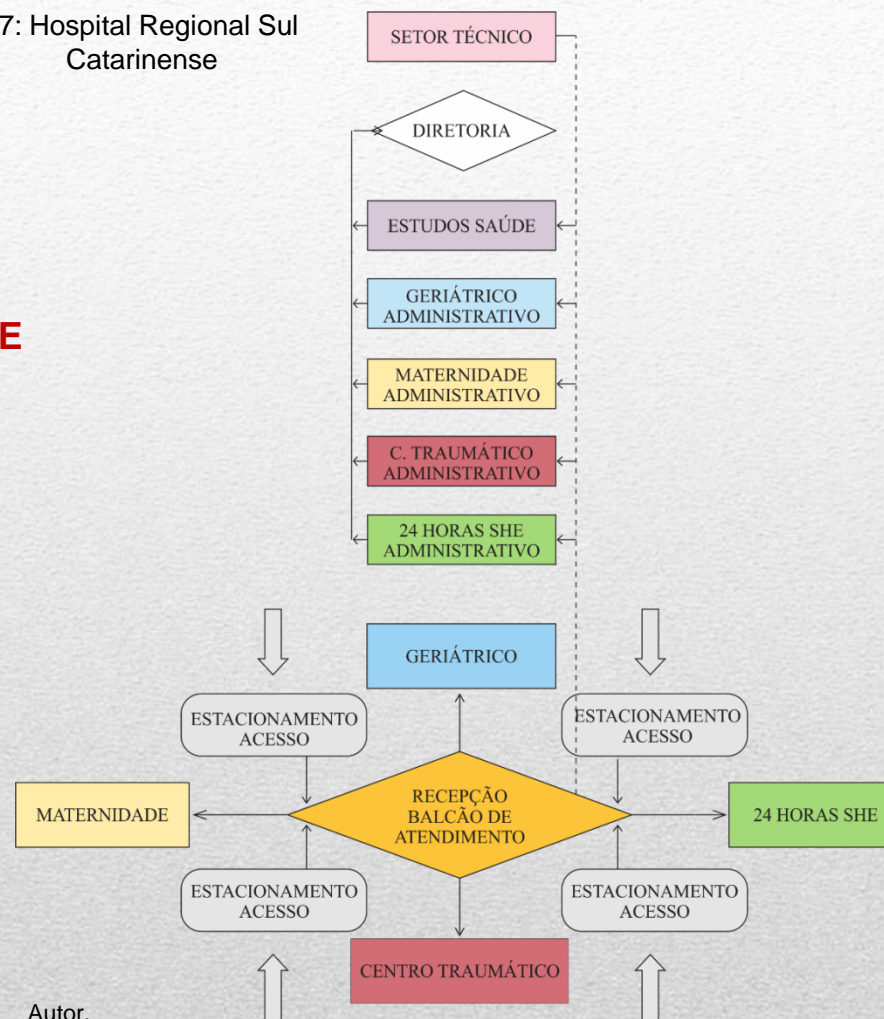 7: Hospital Regional Sul
Catarinense
SETOR TÉCNICO
DIRETORIA
ESTUDOS SAÚDE
GERIÁTRICO
ADMINISTRATIVO
E
MATERNIDADE
ADMINISTRATIVO
C. TRAUMÁTICO
ADMINISTRATIVO
24 HORAS SHE
ADMINISTRATIVO
GERIÁTRICO
ESTACIONAMENTO
ACESSO
ESTACIONAMENTO
ACESSO
MATERNIDADE
RECEPÇÃO
BALCÃO DE
ATENDIMENTO
24 HORAS SHE
ESTACIONAMENTO
ACESSO
ESTACIONAMENTO
ACESSO
CENTRO TRAUMÁTICO
Autor.